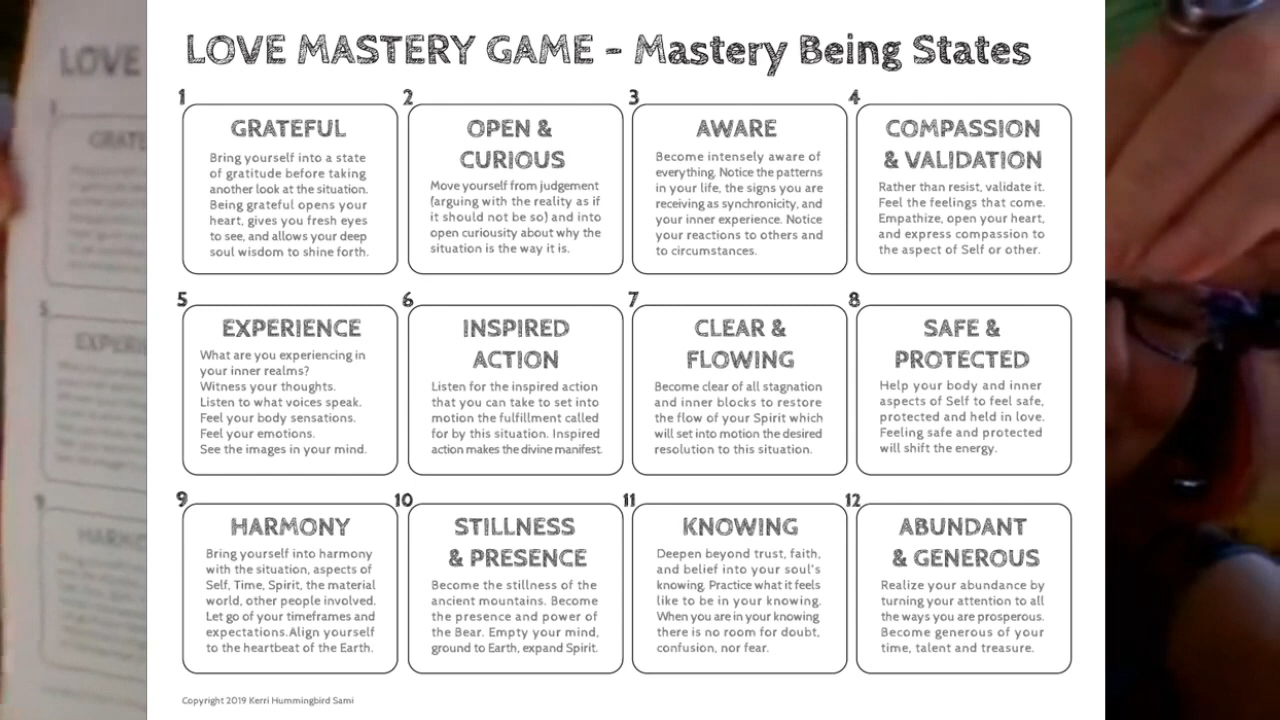 LOVE MASTERY GAME - Mastery Being States
1
GRATEFUL
Bring yourself into a state
of gratitude before taking
another look at the situation.
Being grateful opens your
heart, gives you fresh eyes
to see, and allows your deep
soul wisdom to shine forth.
2
OPEN &
CURIOUS
Move yourself from judgement
(arguing with the reality as if
it should not be so) and into
open curiousity about why the
situation is the way it is.
3
AWARE
Become intensely aware of
everything. Notice the patterns
in your life, the signs you are
receiving as synchronicity, and
your inner experience. Notice
your reactions to others and
to circumstances.
4
COMPASSION
& VALIDATION
Rather than resist, validate it.
Feel the feelings that come.
Empathize, open your heart,
and express compassion to
the aspect of Self or other.
5
EXPERIENCE
What are you experiencing in
your inner realms?
Witness your thoughts.
Listen to what voices speak.
Feel your body sensations.
Feel your emotions.
See the images in your mind.
6
INSPIRED
ACTION
Listen for the inspired action
that you can take to set into
motion the fulfillment called
for by this situation. Inspired
action makes the divine manifest.
7
CLEAR &
FLOWING
Become clear of all stagnation
and inner blocks to restore
the flow of your Spirit which
will set into motion the desired
resolution to this situation.
8
SAFE &
PROTECTED
Help your body and inner
aspects of Self to feel safe,
protected and held in love.
Feeling safe and protected
will shift the energy.
9
HARMONY
Bring yourself into harmony
with the situation, aspects of
Self, Time, Spirit, the material
world, other people involved.
Let go of your timeframes and
expectations.Align yourself
to the heartbeat of the Earth.
10
STILLNESS
& PRESENCE
Become the stillness of the
ancient mountains. Become
the presence and power of
the Bear. Empty your mind,
ground to Earth, expand Spirit.
11
KNOWING
Deepen beyond trust, faith,
and belief into your soul's
knowing. Practice what it feels
like to be in your knowing.
When you are in your knowing
there is no room for doubt,
confusion, nor fear.
12
ABUNDANT
& GENEROUS
Realize your abundance by
turning your attention to all
the ways you are prosperous.
Become generous of your
time, talent and treasure.
Copyright 2019 Kerri Hummingbird Sami
LOVE